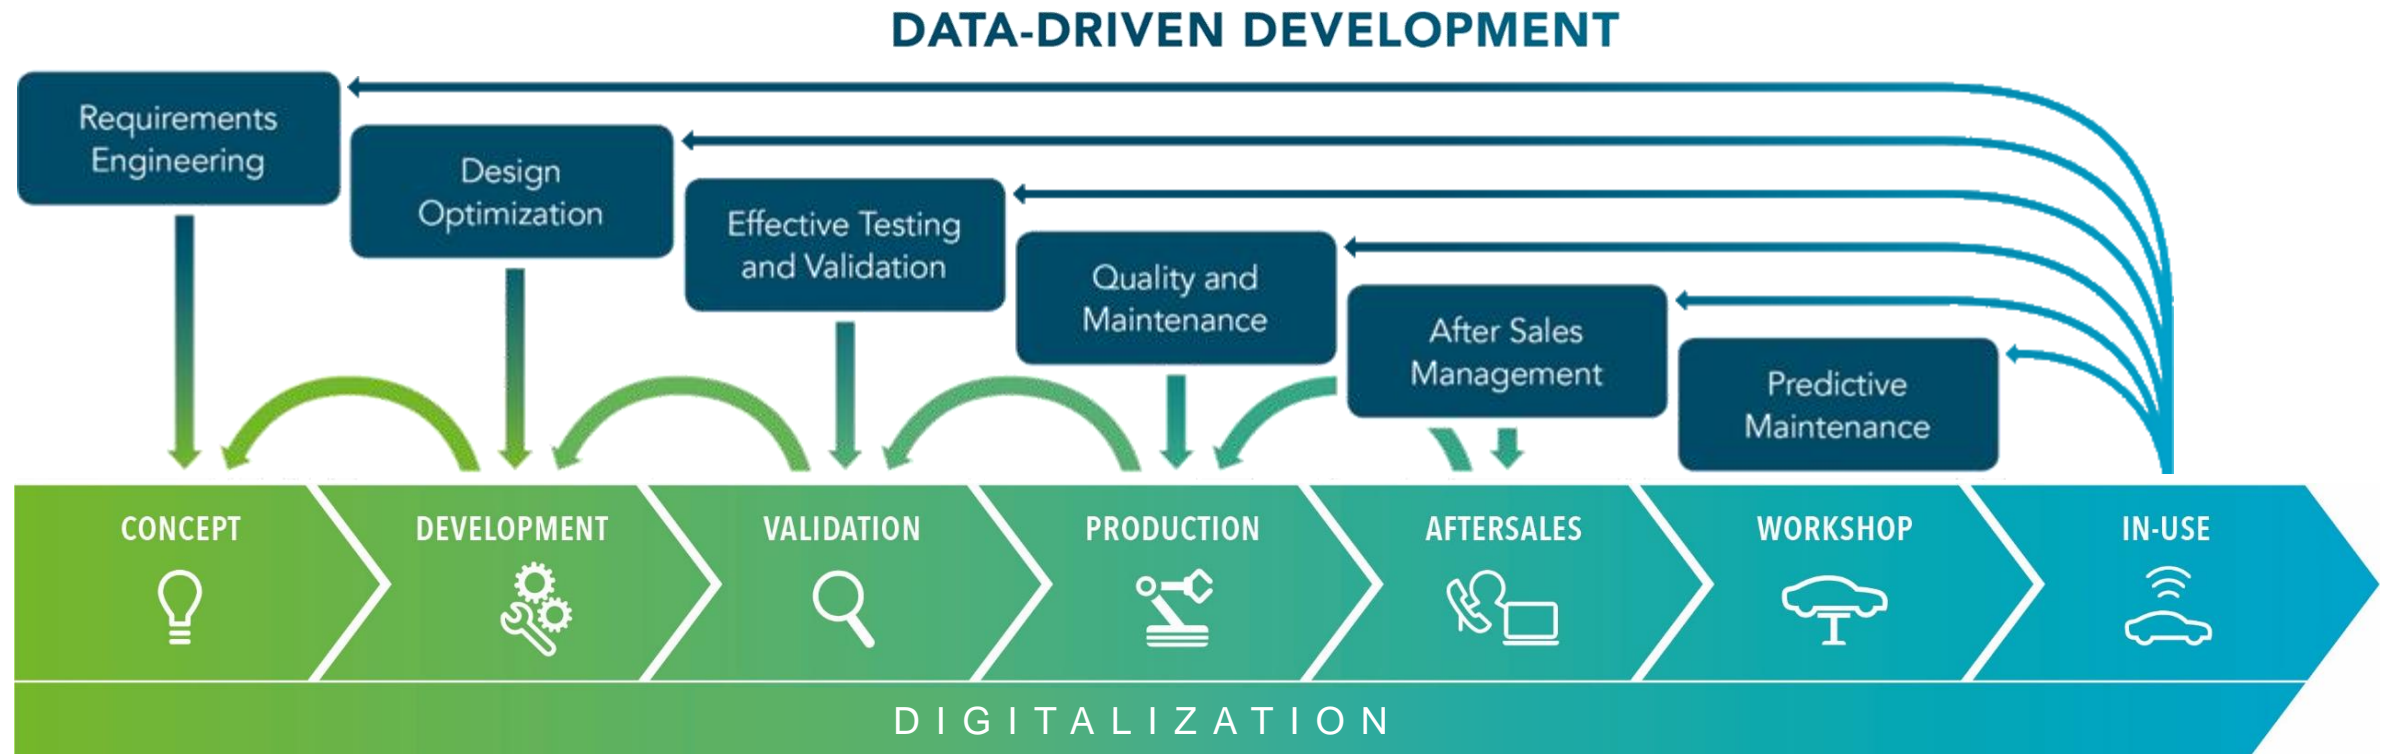 DATA-DRIVEN DEVELOPMENT
Requirements
Engineering
Design
Optimization
Effective Testing
and Validation
Quality and
Maintenance
After Sales
Management
Predictive
Maintenance
CONCEPT
DEVELOPMENT
VALIDATION
PRODUCTION
AFTERSALES
WORKSHOP
IN-USE
DIGITALIZATION